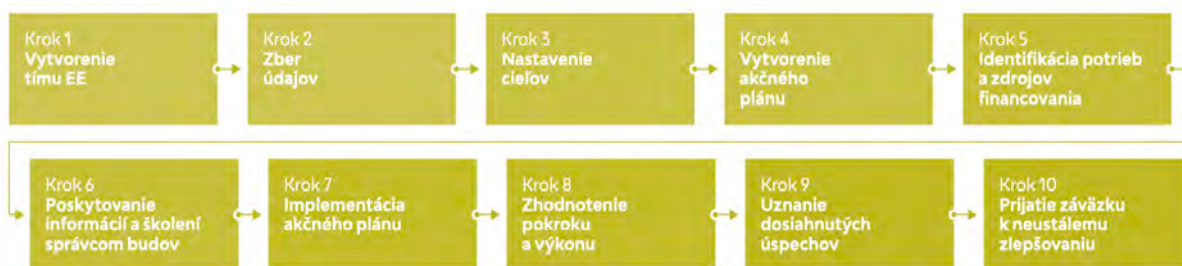 Krok 1
Vytvorenie
tímu EE
Krok 2
Zber
údajov
Krok 3
Nastavenie
cieľov
Krok 4
Vytvorenie
akčného
plánu
Krok 5
Identifikácia potrieb
a zdrojov
financovania
Krok 6
Poskytovanie
informácií a školení
správcom budov
Krok 7
Implementácia
akčného plánu
Krok 8
Zhodnotenie
pokroku
a výkonu
Krok 9
Uznanie
dosiahnutých
úspechov
Krok 10
Prijatie záväzku
k neustálemu
zlepšovaniu